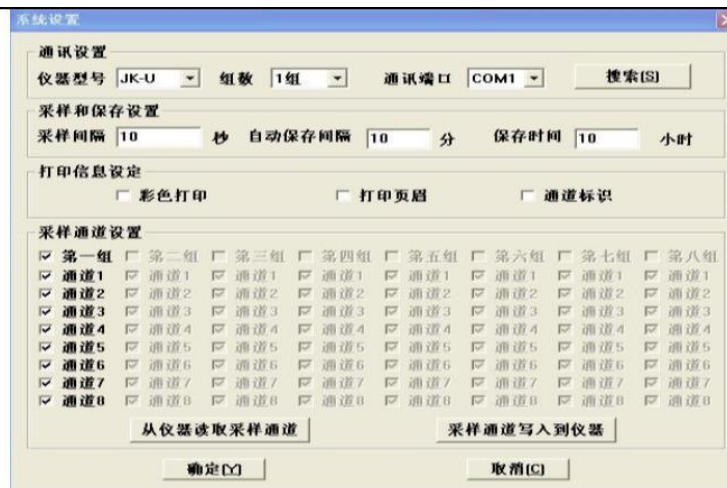 系统设置
通讯设置
仪器型号 JK-U 组数 1组 通讯端口 COM1 搜索(S)
采样和保存设置
采样间隔 10 秒 自动保存间隔 10 分 保存时间 10 小时
打印信息设定
彩色打印 打印页眉 通道标识
采样通道设置
第一组 第二组 第三组 第四组 第五组 第六组 第七组 第八组
通道1 通道1 通道1 通道1 通道1 通道1 通道1 通道1
通道2 通道2 通道2 通道2 通道2 通道2 通道2 通道2
通道3 通道3 通道3 通道3 通道3 通道3 通道3 通道3
通道4 通道4 通道4 通道4 通道4 通道4 通道4 通道4
通道5 通道5 通道5 通道5 通道5 通道5 通道5 通道5
通道6 通道6 通道6 通道6 通道6 通道6 通道6 通道6
通道7 通道7 通道7 通道7 通道7 通道7 通道7 通道7
通道8 通道8 通道8 通道8 通道8 通道8 通道8 通道8
从仪器读取采样通道 采样通道写入到仪器
确定(Y) 取消(C)